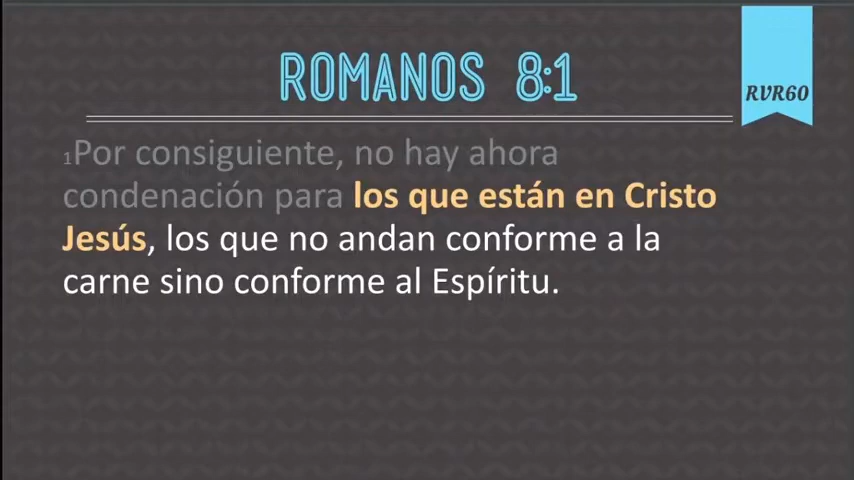 ROMANOS 8:1
RVR60
1Por consiguiente, no hay ahora
condenación para los que están en Cristo
Jesús, los que no andan conforme a la
carne sino conforme al Espíritu.